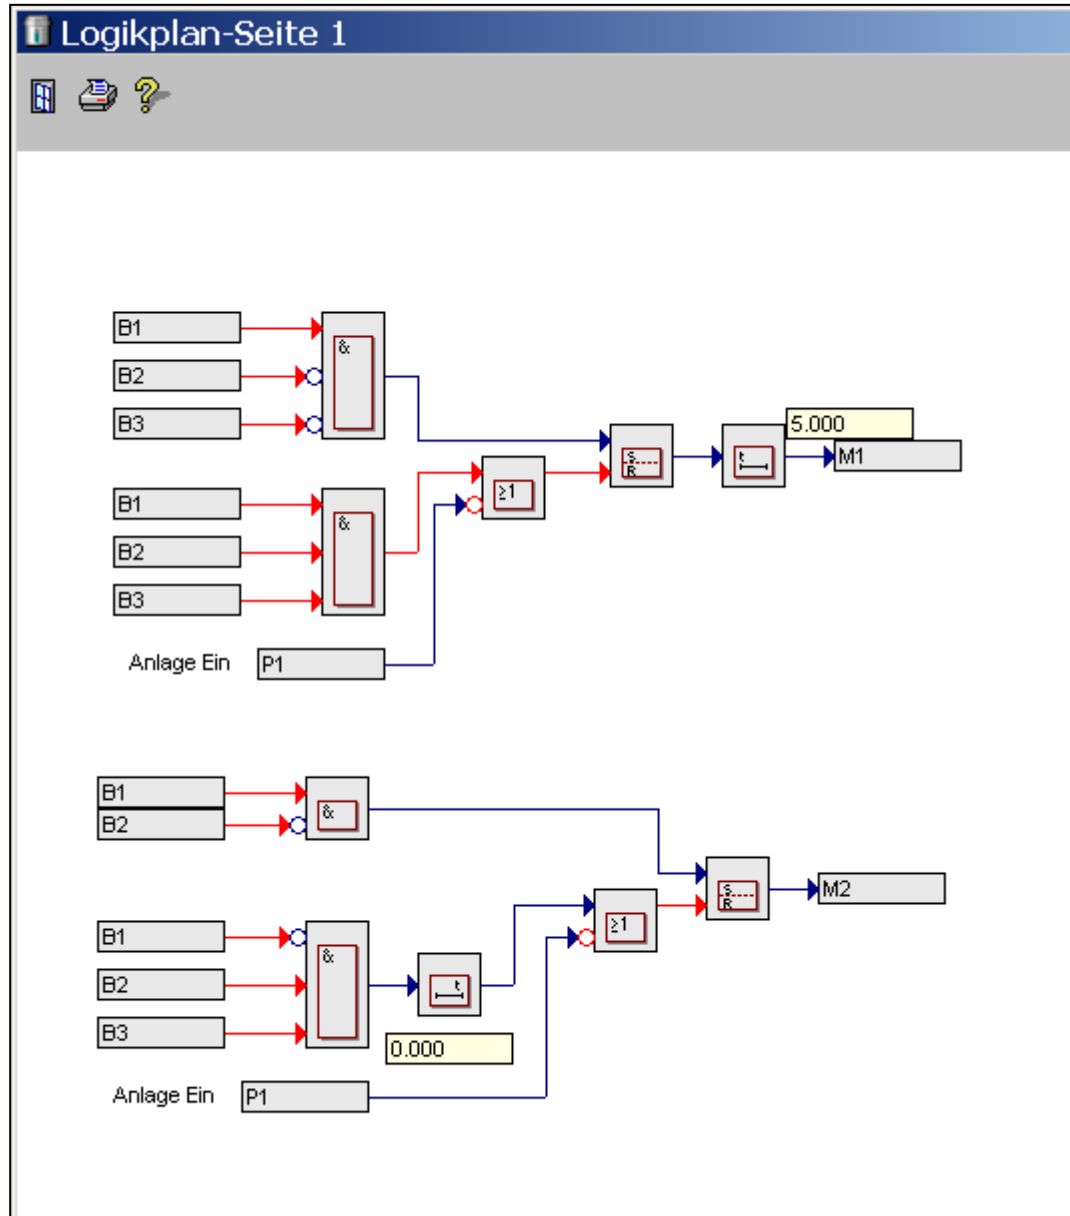 Logikplan-Seite 1
B1
&
B2
B3
5.000
S
R
t
M1
B1
&
≥1
B2
B3
Anlage Ein P1
B1
&
B2
S
R
M2
B1
&
≥1
B2
t
B3
0.000
Anlage Ein P1